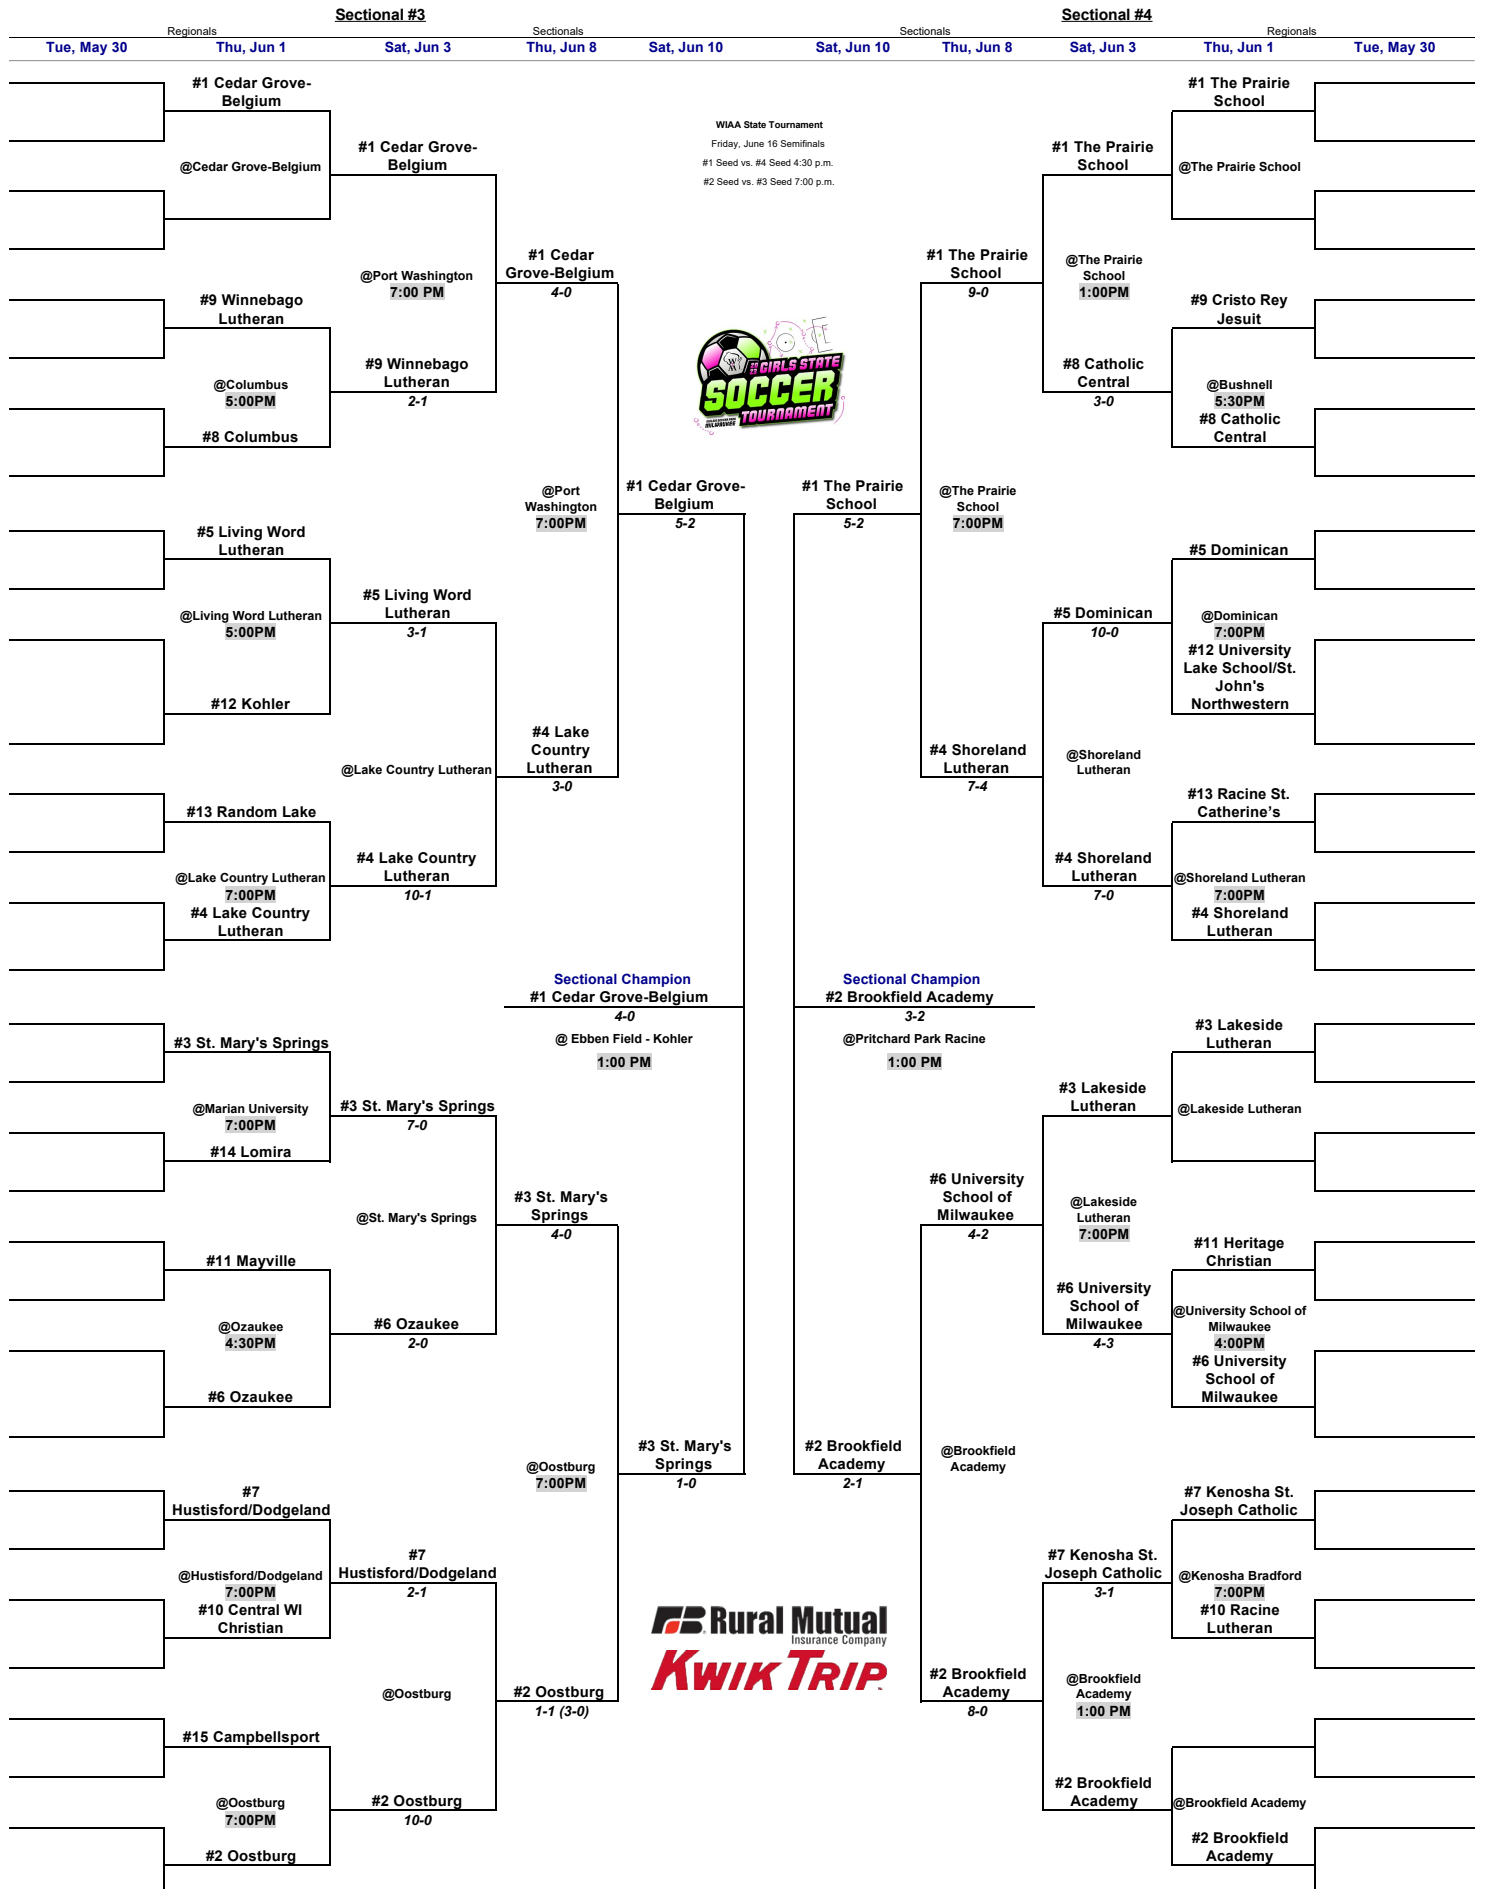 Sectional #3
Sectional #4
Regionals
Sectionals
Sectionals
Regionals
Tue, May 30
Thu, Jun 1
Sat, Jun 3
Thu, Jun 8
Sat, Jun 10
Sat, Jun 10
Thu, Jun 8
Sat, Jun 3
Thu, Jun 1
Tue, May 30
#1 Cedar Grove-
Belgium
@Cedar Grove-Belgium
#9 Winnebago
Lutheran
@Columbus
5:00PM
#8 Columbus
#5 Living Word
Lutheran
@Living Word Lutheran
5:00PM
#12 Kohler
#13 Random Lake
@Lake Country Lutheran
7:00PM
#4 Lake Country
Lutheran
#3 St. Mary's Springs
@Marian University
7:00PM
#14 Lomira
#11 Mayville
@Ozaukee
4:30PM
#6 Ozaukee
#7
Hustisford/Dodgeland
@Hustisford/Dodgeland
7:00PM
#10 Central WI
Christian
#15 Campbellsport
@Oostburg
7:00PM
#2 Oostburg
#1 Cedar Grove-
Belgium
@Port Washington
7:00 PM
#9 Winnebago
Lutheran
2-1
#5 Living Word
Lutheran
3-1
@Lake Country Lutheran
#4 Lake Country
Lutheran
10-1
#3 St. Mary's Springs
7-0
@St. Mary's Springs
#6 Ozaukee
2-0
#7
Hustisford/Dodgeland
2-1
@Oostburg
#2 Oostburg
10-0
#1 Cedar
Grove-Belgium
4-0
@Port
Washington
7:00PM
#4 Lake
Country
Lutheran
3-0
#3 St. Mary's
Springs
4-0
@Oostburg
7:00PM
#2 Oostburg
1-1 (3-0)
#1 Cedar Grove-
Belgium
5-2
Sectional Champion
#1 Cedar Grove-Belgium
4-0
@ Ebben Field - Kohler
1:00 PM
#3 St. Mary's
Springs
1-0
WIAA State Tournament
Friday, June 16 Semifinals
#1 Seed vs. #4 Seed 4:30 p.m.
#2 Seed vs. #3 Seed 7:00 p.m.
GIRLS STATE
SOCCER
TOURNAMENT
MILWAUKEE
Rural Mutual
Insurance Company
KWIK TRIP
#1 The Prairie
School
5-2
Sectional Champion
#2 Brookfield Academy
3-2
@Pritchard Park Racine
1:00 PM
#2 Brookfield
Academy
2-1
#1 The Prairie
School
9-0
@The Prairie
School
7:00PM
#4 Shoreland
Lutheran
7-4
#6 University
School of
Milwaukee
4-2
@Brookfield
Academy
#2 Brookfield
Academy
8-0
#1 The Prairie
School
@The Prairie
School
1:00PM
#8 Catholic
Central
3-0
#5 Dominican
10-0
@Shoreland
Lutheran
#4 Shoreland
Lutheran
7-0
#3 Lakeside
Lutheran
@Lakeside
Lutheran
7:00PM
#6 University
School of
Milwaukee
4-3
#7 Kenosha St.
Joseph Catholic
3-1
@Brookfield
Academy
1:00 PM
#2 Brookfield
Academy
#1 The Prairie
School
@The Prairie School
#9 Cristo Rey
Jesuit
@Bushnell
5:30PM
#8 Catholic
Central
#5 Dominican
@Dominican
7:00PM
#12 University
Lake School/St.
John's
Northwestern
#13 Racine St.
Catherine’s
@Shoreland Lutheran
7:00PM
#4 Shoreland
Lutheran
#3 Lakeside
Lutheran
@Lakeside Lutheran
#11 Heritage
Christian
@University School of
Milwaukee
4:00PM
#6 University
School of
Milwaukee
#7 Kenosha St.
Joseph Catholic
@Kenosha Bradford
7:00PM
#10 Racine
Lutheran
@Brookfield Academy
#2 Brookfield
Academy